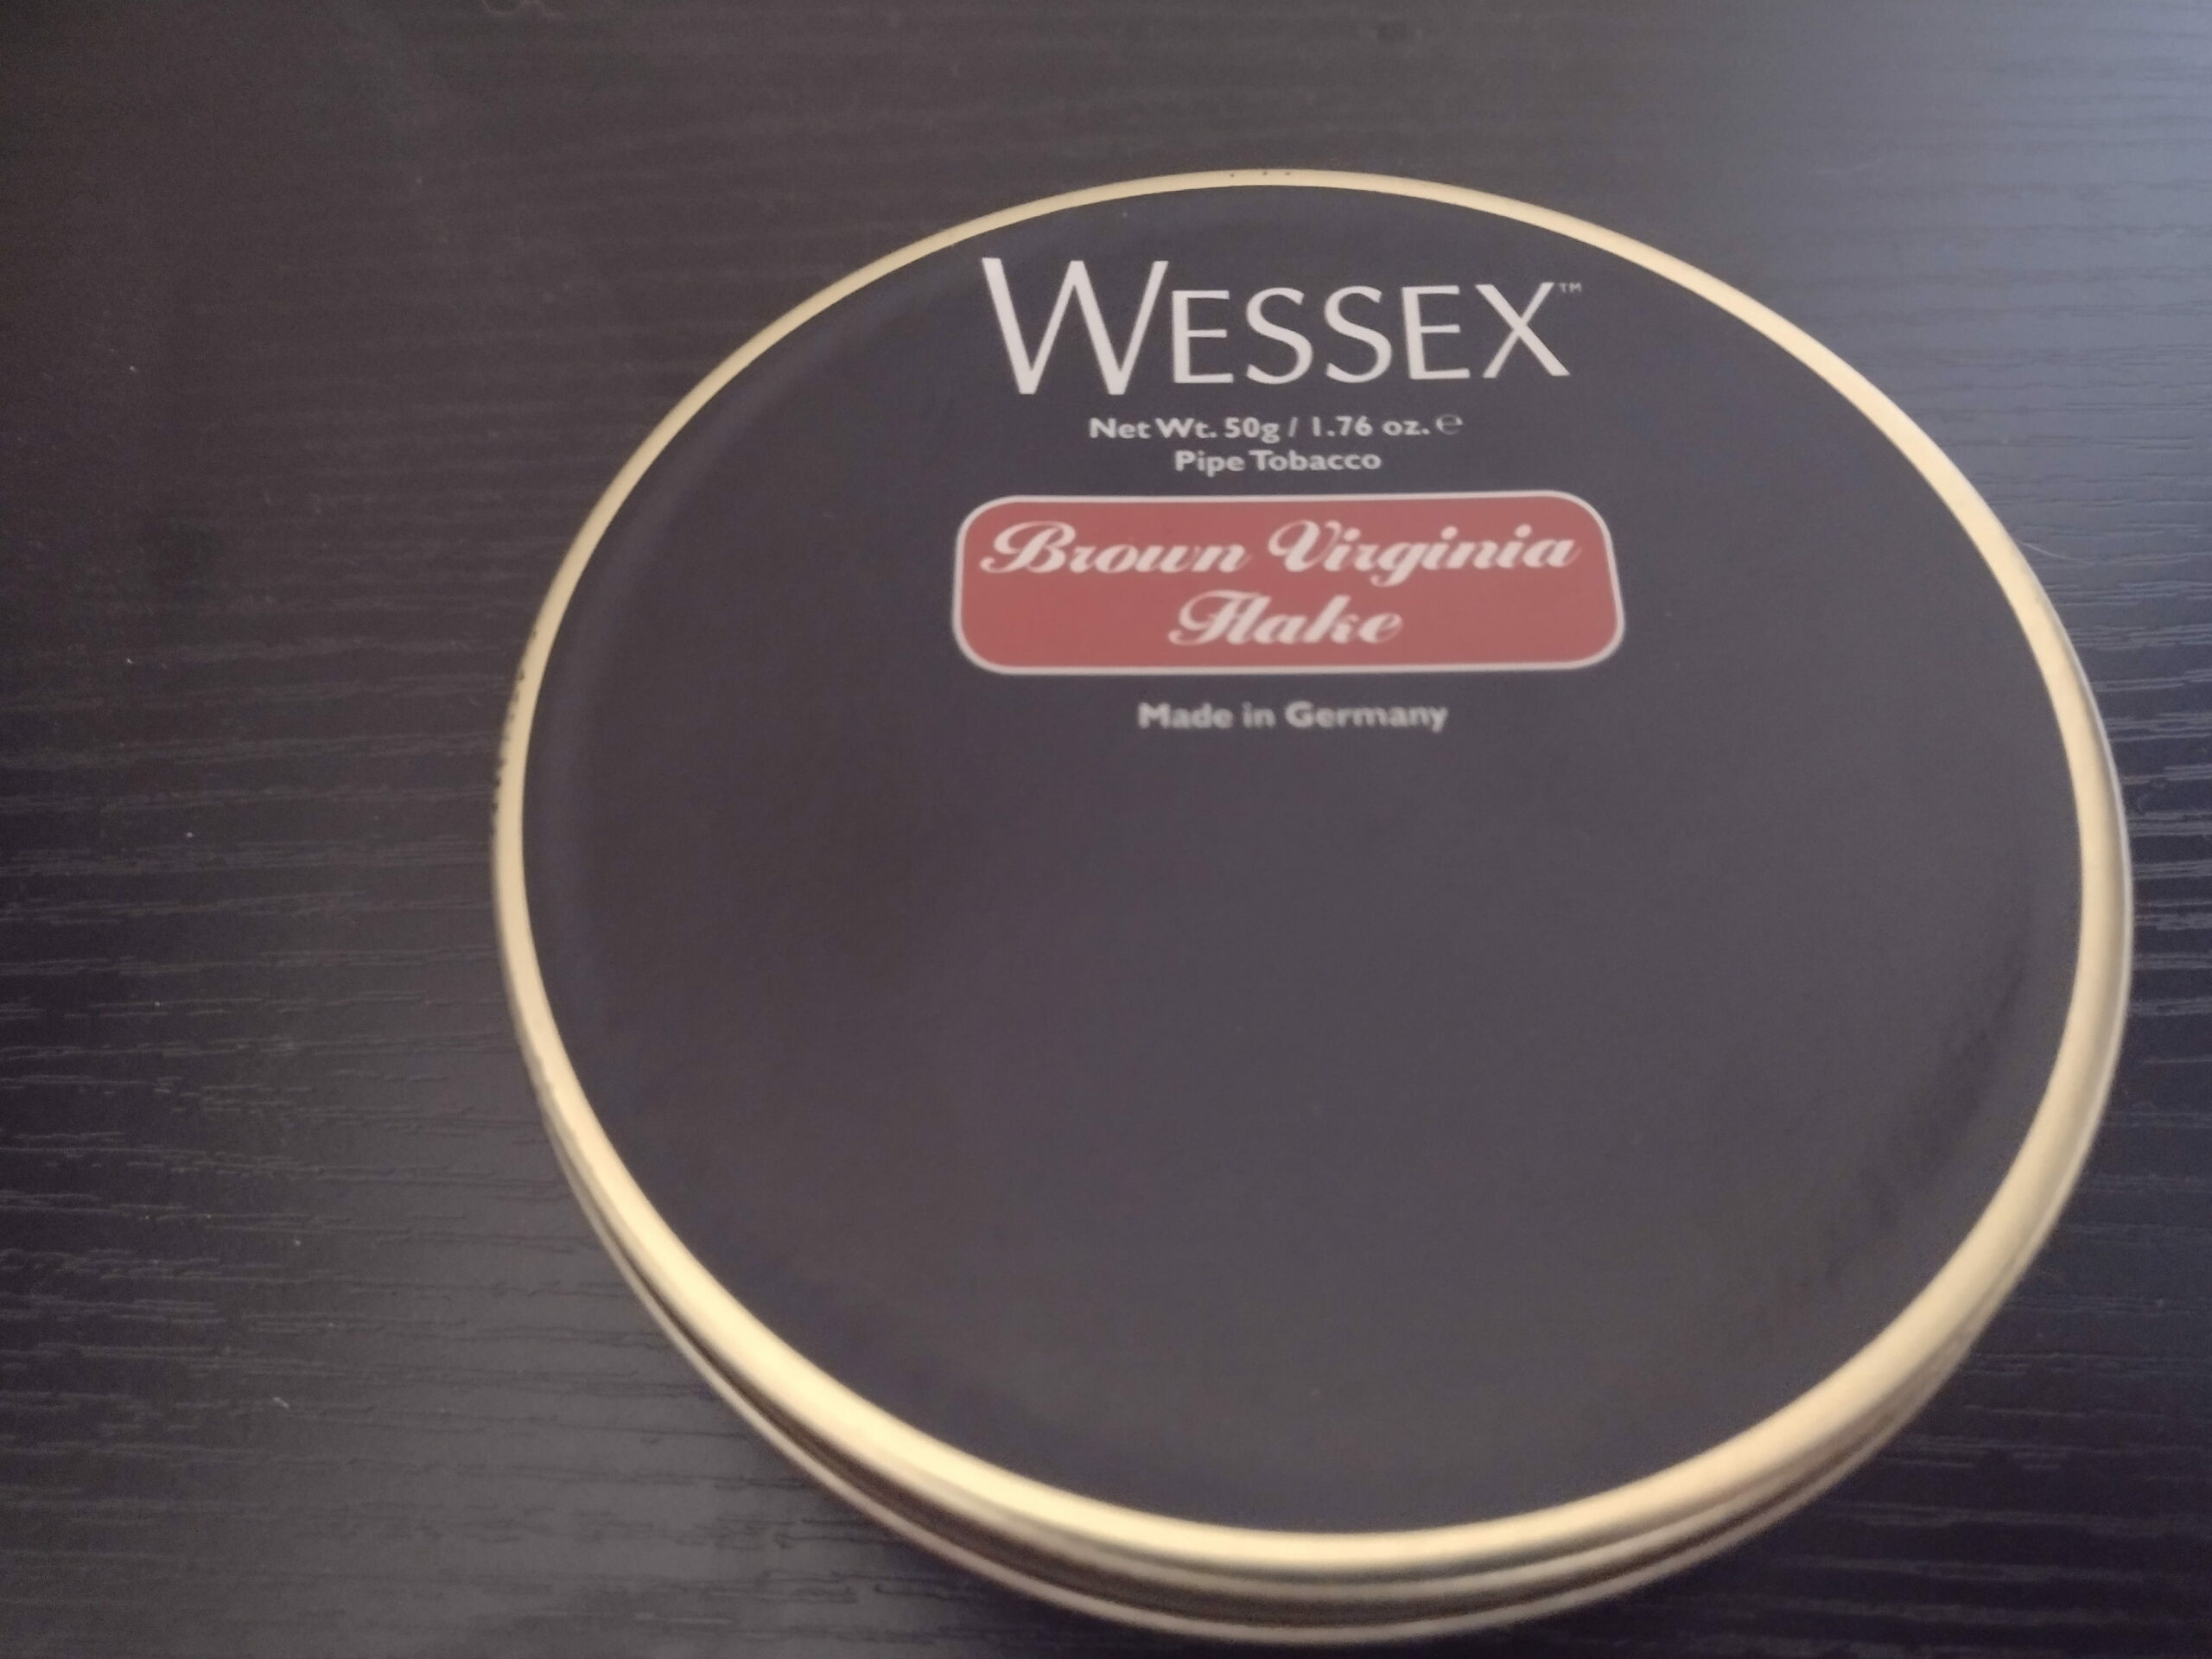 WESSEX™
Net Wt. 50g / 1.76 oz. ℮
Pipe Tobacco
Brown Virginia
Flake
Made in Germany